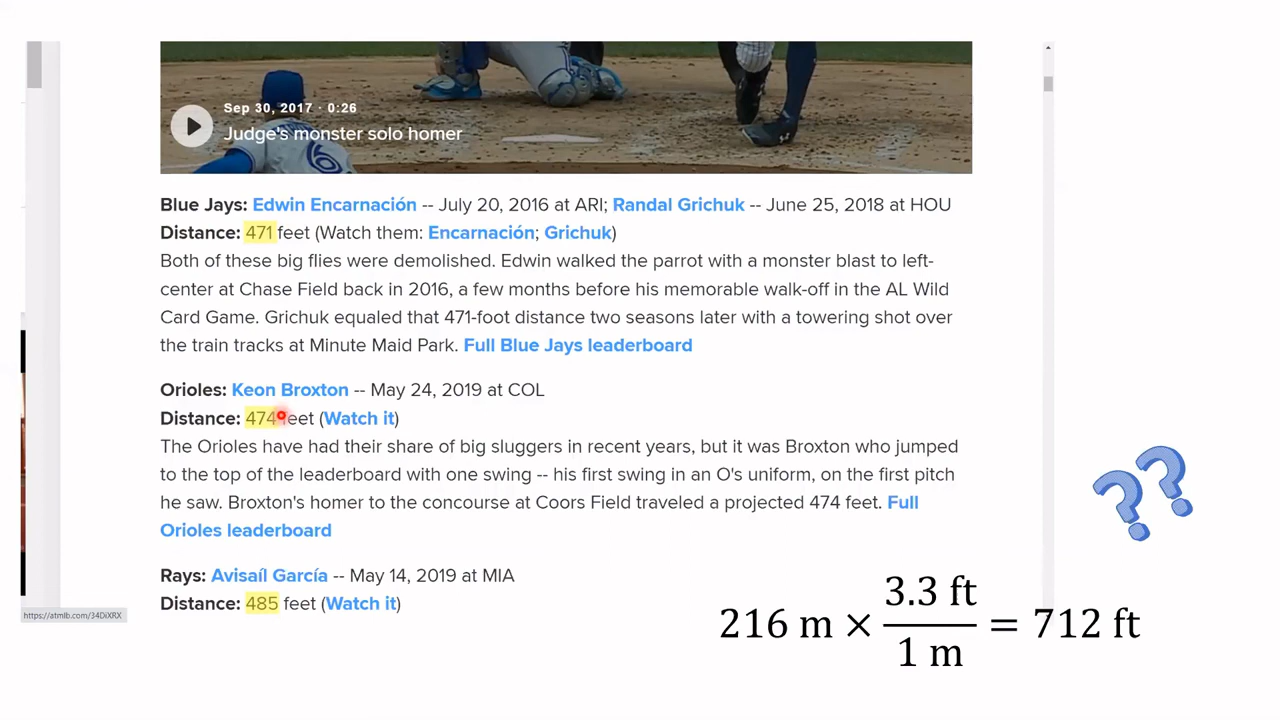 Sep 30, 2017 · 0:26
Judge's monster solo homer
6
Blue Jays: Edwin Encarnación -- July 20, 2016 at ARI; Randal Grichuk -- June 25, 2018 at HOU
Distance: 471 feet (Watch them: Encarnación; Grichuk)
Both of these big flies were demolished. Edwin walked the parrot with a monster blast to left-
center at Chase Field back in 2016, a few months before his memorable walk-off in the AL Wild
Card Game. Grichuk equaled that 471-foot distance two seasons later with a towering shot over
the train tracks at Minute Maid Park. Full Blue Jays leaderboard
Orioles: Keon Broxton -- May 24, 2019 at COL
Distance: 474 feet (Watch it)
The Orioles have had their share of big sluggers in recent years, but it was Broxton who jumped
to the top of the leaderboard with one swing -- his first swing in an O's uniform, on the first pitch
he saw. Broxton's homer to the concourse at Coors Field traveled a projected 474 feet. Full
Orioles leaderboard
Rays: Avisaíl García -- May 14, 2019 at MIA
Distance: 485 feet (Watch it)
https://atmlb.com/34DiXRX
??
216 m × 3.3 ft / 1 m = 712 ft